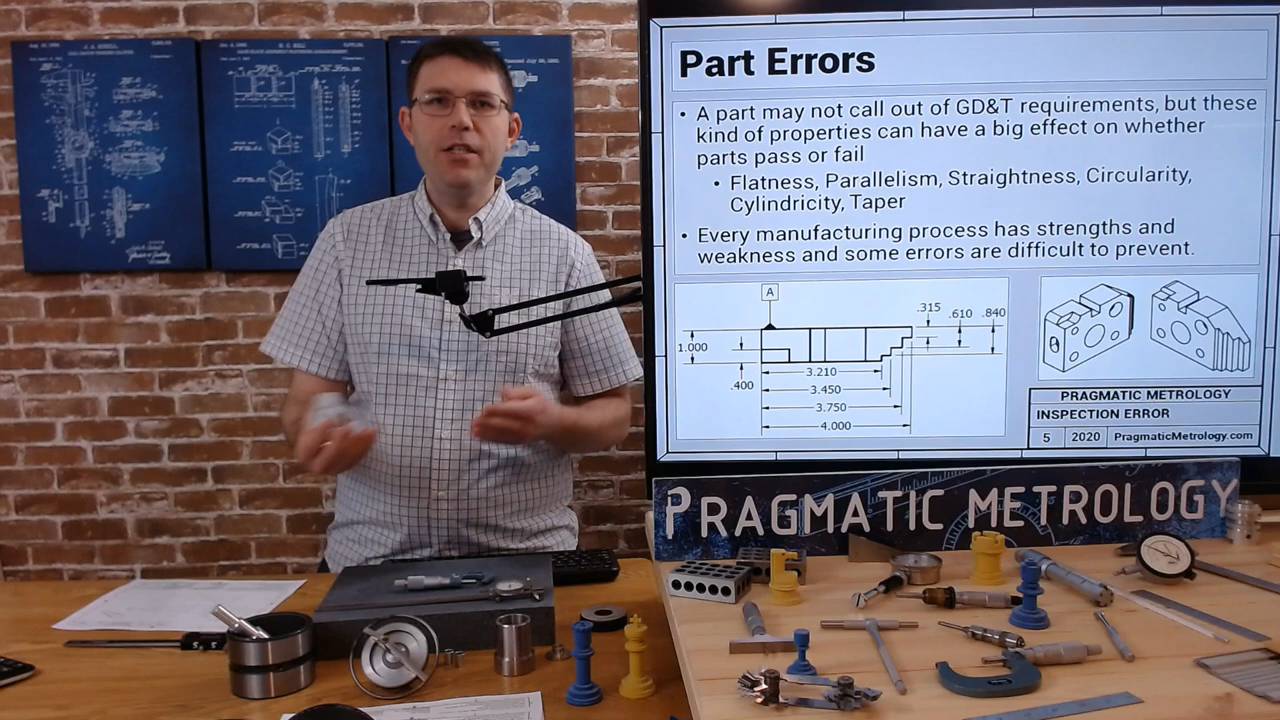 Part Errors
• A part may not call out of GD&T requirements, but these
kind of properties can have a big effect on whether
parts pass or fail
• Flatness, Parallelism, Straightness, Circularity,
Cylindricity, Taper
• Every manufacturing process has strengths and
weakness and some errors are difficult to prevent.
A
.315
.610
.840
1.000
.400
3.210
3.450
3.750
4.000
PRAGMATIC METROLOGY
INSPECTION ERROR
5 2020 PragmaticMetrology.com
PRAGMATIC METROLOGY